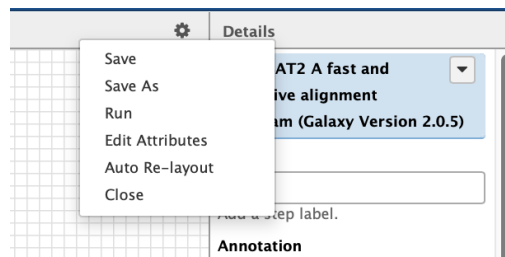 Details
Save
Save As
Run
Edit Attributes
Auto Re-layout
Close
AT2 A fast and
ive alignment
am (Galaxy Version 2.0.5)
Add a step label.
Annotation